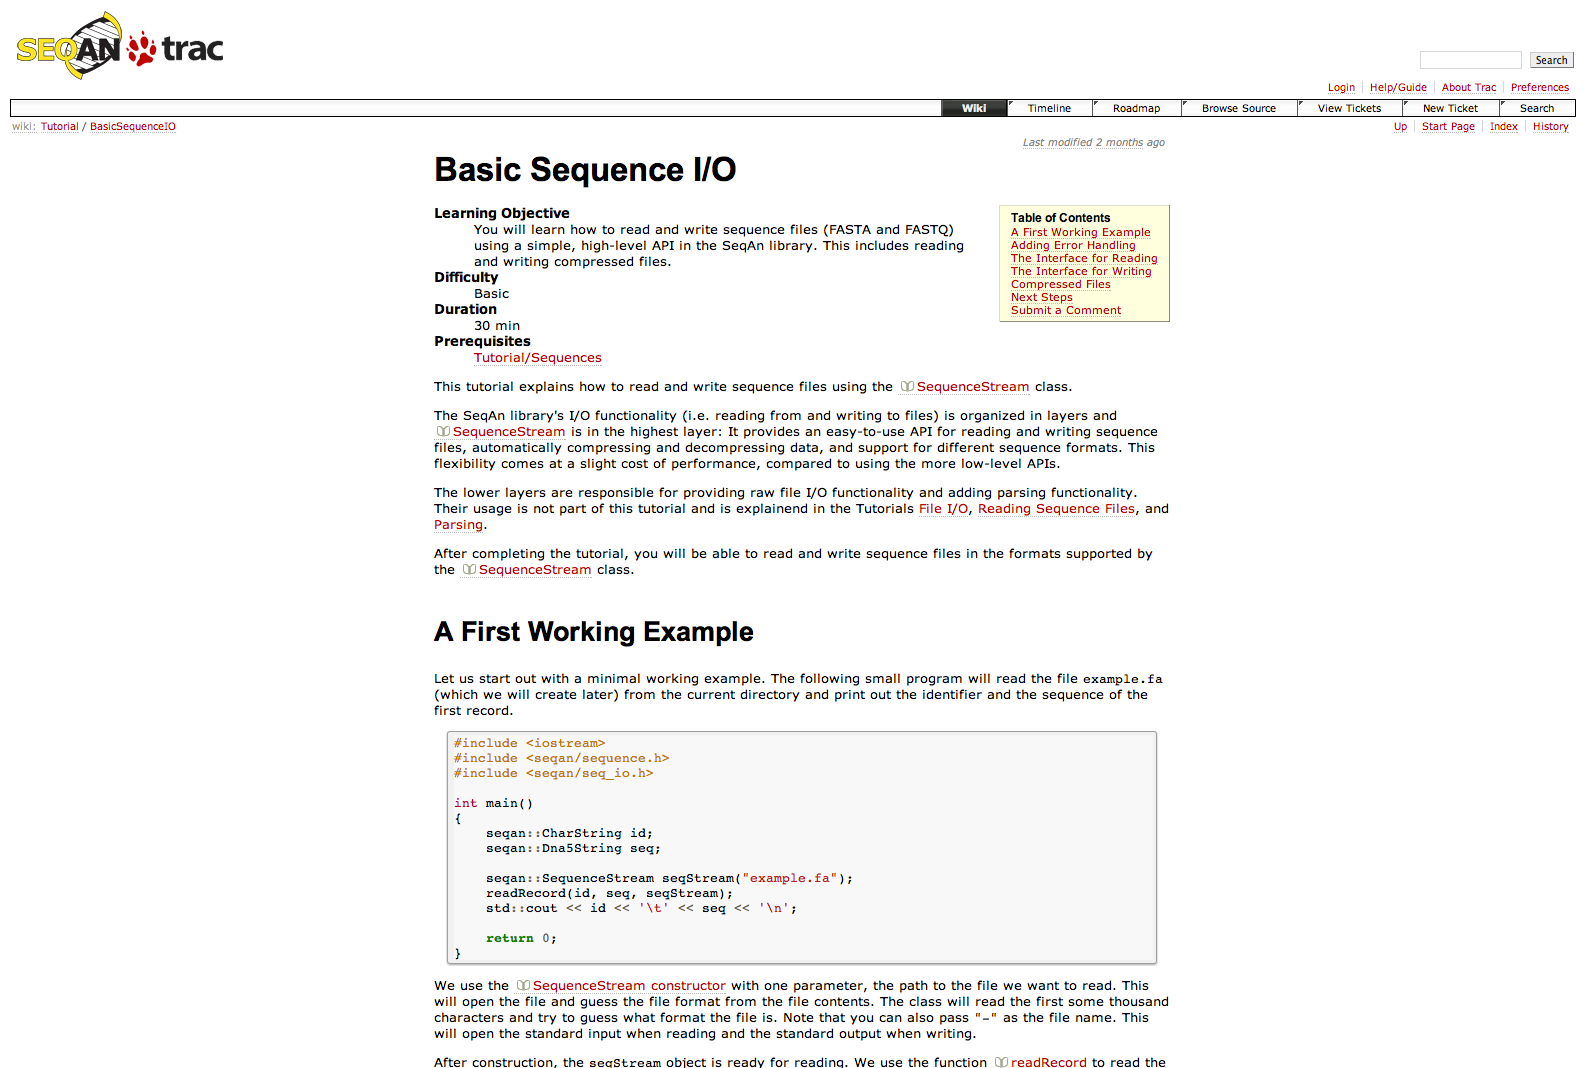 SEQAN trac
Search
Login Help/Guide About Trac Preferences
Wiki Timeline Roadmap Browse Source View Tickets New Ticket Search
wiki: Tutorial / BasicSequenceIO
Up Start Page Index History
Last modified 2 months ago
Basic Sequence I/O
Learning Objective
You will learn how to read and write sequence files (FASTA and FASTQ)
using a simple, high-level API in the SeqAn library. This includes reading
and writing compressed files.
Difficulty
Basic
Duration
30 min
Prerequisites
Tutorial/Sequences
Table of Contents
A First Working Example
Adding Error Handling
The Interface for Reading
The Interface for Writing
Compressed Files
Next Steps
Submit a Comment
This tutorial explains how to read and write sequence files using the SequenceStream class.
The SeqAn library's I/O functionality (i.e. reading from and writing to files) is organized in layers and
SequenceStream is in the highest layer: It provides an easy-to-use API for reading and writing sequence
files, automatically compressing and decompressing data, and support for different sequence formats. This
flexibility comes at a slight cost of performance, compared to using the more low-level APIs.
The lower layers are responsible for providing raw file I/O functionality and adding parsing functionality.
Their usage is not part of this tutorial and is explainend in the Tutorials File I/O, Reading Sequence Files, and
Parsing.
After completing the tutorial, you will be able to read and write sequence files in the formats supported by
the SequenceStream class.
A First Working Example
Let us start out with a minimal working example. The following small program will read the file example.fa
(which we will create later) from the current directory and print out the identifier and the sequence of the
first record.
#include <iostream>
#include <seqan/sequence.h>
#include <seqan/seq_io.h>
int main()
{
seqan::CharString id;
seqan::Dna5String seq;
seqan::SequenceStream seqStream("example.fa");
readRecord(id, seq, seqStream);
std::cout << id << '\t' << seq << '\n';
return 0;
}
We use the SequenceStream constructor with one parameter, the path to the file we want to read. This
will open the file and guess the file format from the file contents. The class will read the first some thousand
characters and try to guess what format the file is. Note that you can also pass "-" as the file name. This
will open the standard input when reading and the standard output when writing.
After construction, the seqStream object is ready for reading. We use the function readRecord to read the